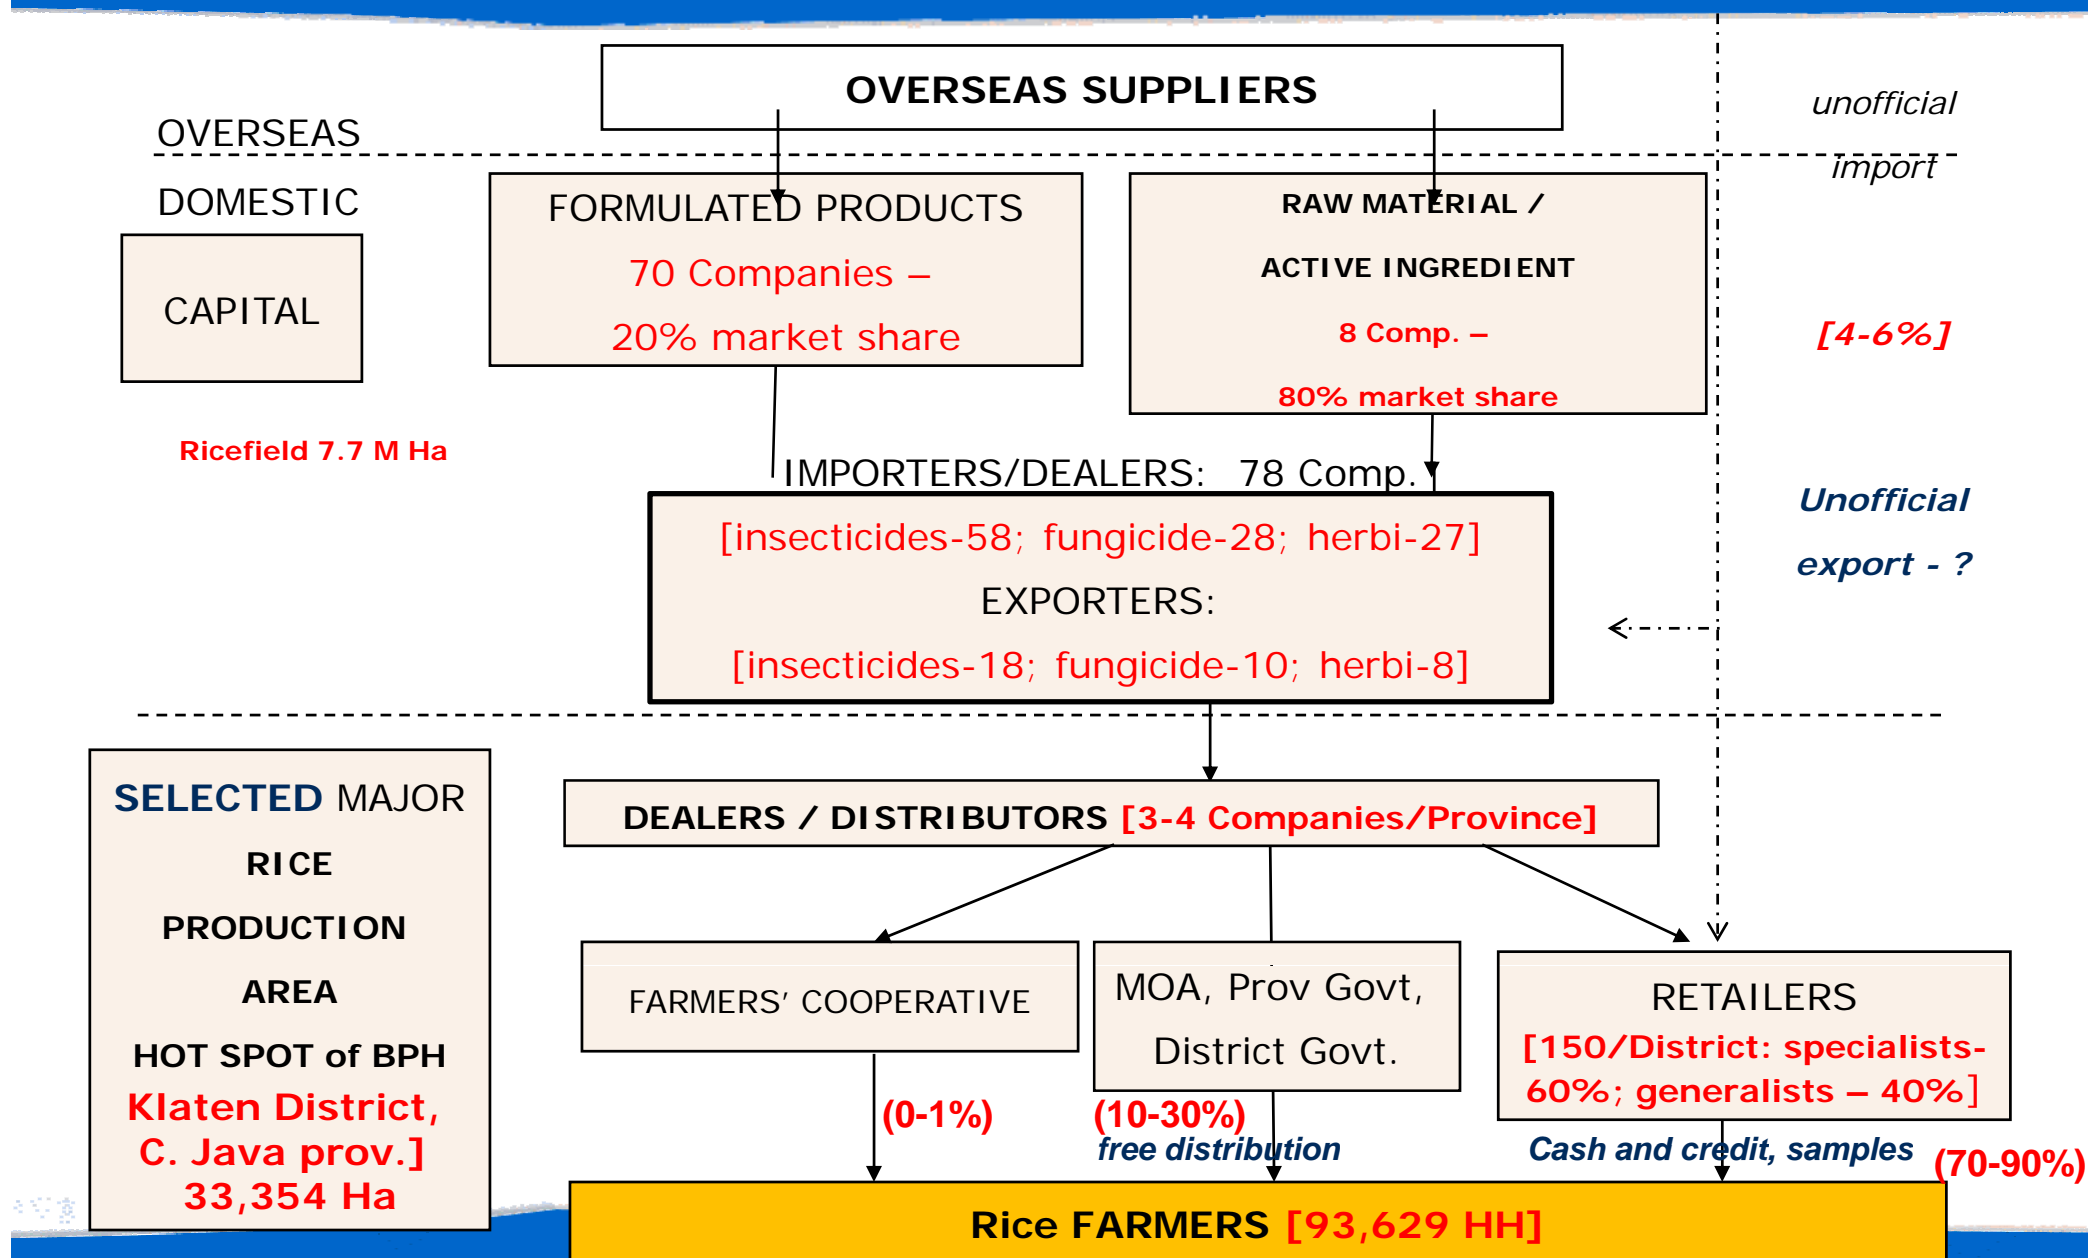 OVERSEAS SUPPLIERS
unofficial
import
OVERSEAS
DOMESTIC
CAPITAL
FORMULATED PRODUCTS
70 Companies –
20% market share
RAW MATERIAL /
ACTIVE INGREDIENT
8 Comp. –
80% market share
[4-6%]
Ricefield 7.7 M Ha
IMPORTERS/DEALERS: 78 Comp.
[insecticides-58; fungicide-28; herbi-27]
EXPORTERS:
[insecticides-18; fungicide-10; herbi-8]
Unofficial
export - ?
SELECTED MAJOR
RICE
PRODUCTION
AREA
HOT SPOT of BPH
Klaten District,
C. Java prov.]
33,354 Ha
DEALERS / DISTRIBUTORS [3-4 Companies/Province]
FARMERS’ COOPERATIVE
MOA, Prov Govt,
District Govt.
RETAILERS
[150/District: specialists-
60%; generalists – 40%]
(0-1%)
(10-30%)
free distribution
Cash and credit, samples
(70-90%)
Rice FARMERS [93,629 HH]